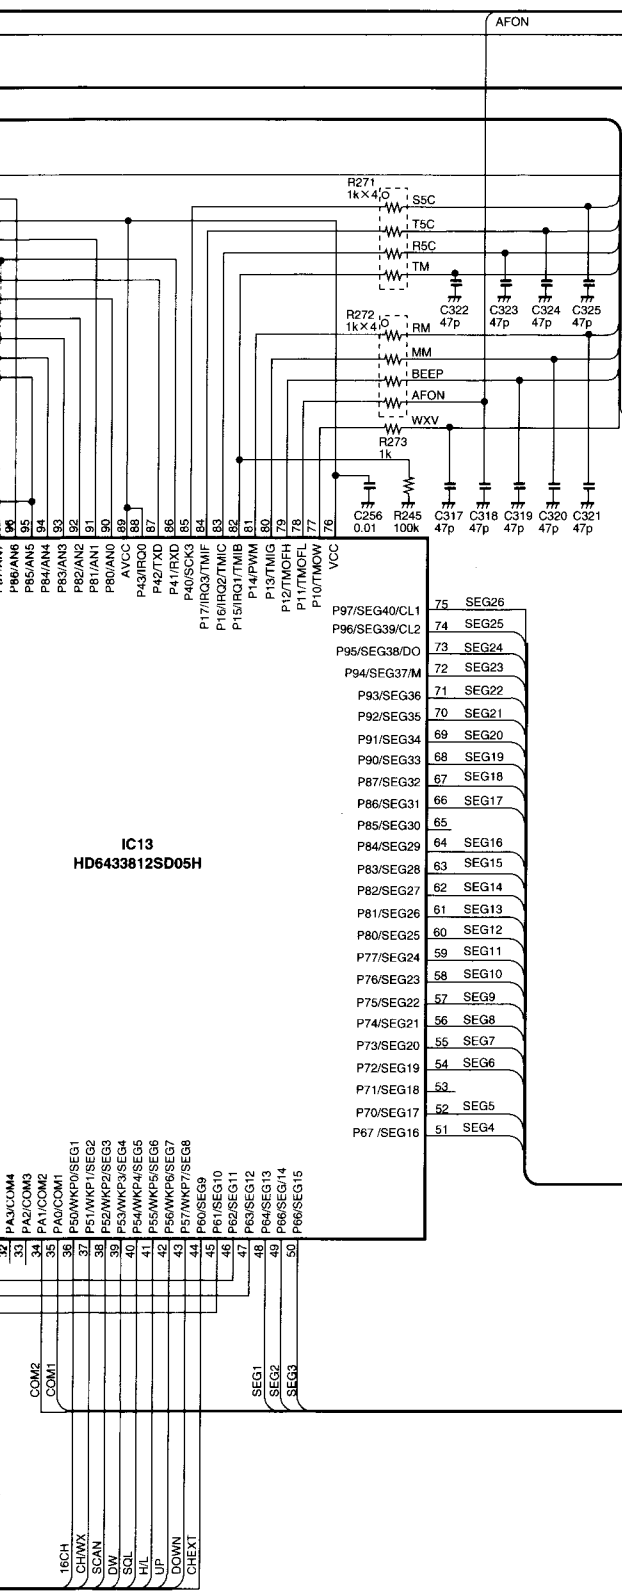 AFON
R271
1k×4
S5C
T5C
R5C
TM
C322 C323 C324 C325
47p 47p 47p 47p
R272
1k×4
RM
MM
BEEP
AFON
WXV
R273
1k
C256 R245 C317 C318 C319 C320 C321
0.01 100k 47p 47p 47p 47p 47p
96 95 94 93 92 91 90 89 88 87 86 85 84 83 82 81 80 79 78 77 76
P86/AN6
P85/AN5
P84/AN4
P83/AN3
P82/AN2
P81/AN1
P80/AN0
AVCC
P43/IRQ0
P42/TXD
P41/RXD
P40/SCK3
P17/IRQ3/TMIF
P16/IRQ2/TMIC
P15/IRQ1/TMIB
P14/PWM
P13/TMIG
P12/TMOFH
P11/TMOFL
P10/TMOW
VCC
P97/SEG40/CL1 75 SEG26
P96/SEG39/CL2 74 SEG25
P95/SEG38/DO 73 SEG24
P94/SEG37/M 72 SEG23
P93/SEG36 71 SEG22
P92/SEG35 70 SEG21
P91/SEG34 69 SEG20
P90/SEG33 68 SEG19
P87/SEG32 67 SEG18
P86/SEG31 66 SEG17
P85/SEG30 65
P84/SEG29 64 SEG16
P83/SEG28 63 SEG15
P82/SEG27 62 SEG14
P81/SEG26 61 SEG13
P80/SEG25 60 SEG12
P77/SEG24 59 SEG11
P76/SEG23 58 SEG10
P75/SEG22 57 SEG9
P74/SEG21 56 SEG8
P73/SEG20 55 SEG7
P72/SEG19 54 SEG6
P71/SEG18 53
P70/SEG17 52 SEG5
P67 /SEG16 51 SEG4
IC13
HD6433812SD05H
PA3/COM4
PA2/COM3
PA1/COM2
PA0/COM1
P50/WKP0/SEG1
P51/WKP1/SEG2
P52/WKP2/SEG3
P53/WKP3/SEG4
P54/WKP4/SEG5
P55/WKP5/SEG6
P56/WKP6/SEG7
P57/WKP7/SEG8
P60/SEG9
P61/SEG10
P62/SEG11
P63/SEG12
P64/SEG13
P66/SEG/14
P66/SEG15
32 33 34 35 36 37 38 39 40 41 42 43 44 45 46 47 48 49 50
COM2
COM1
SEG1
SEG2
SEG3
16CH
CH/WX
SCAN
DW
SQL
H/L
UP
DOWN
CHEXT